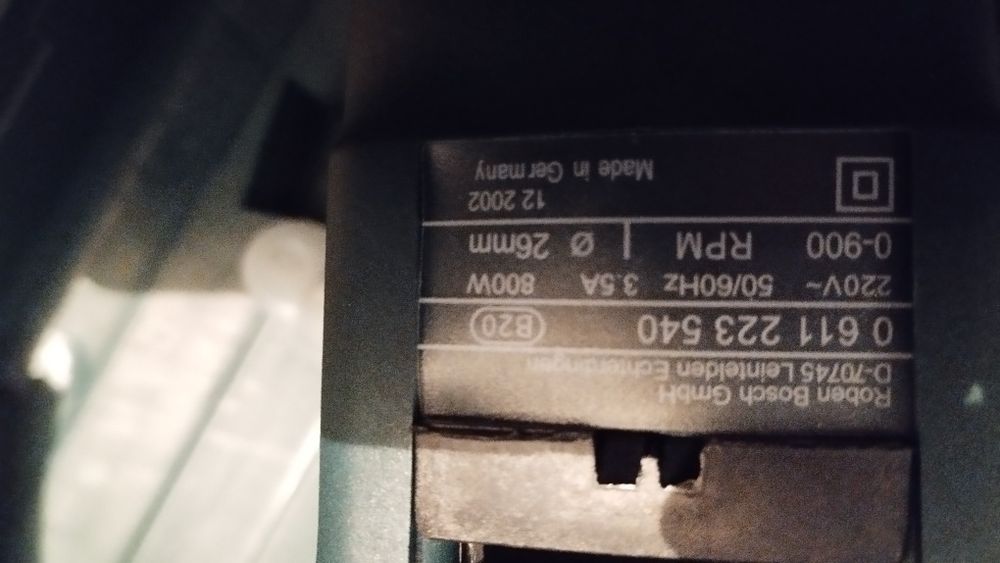 Roben Bosch GmbH
D-70745 Leinfelden Echterdingen
0 611 223 540 B20
220V~ 50/60Hz 3.5A 800W
0-900 RPM | Ø 26mm
12 2002
Made in Germany